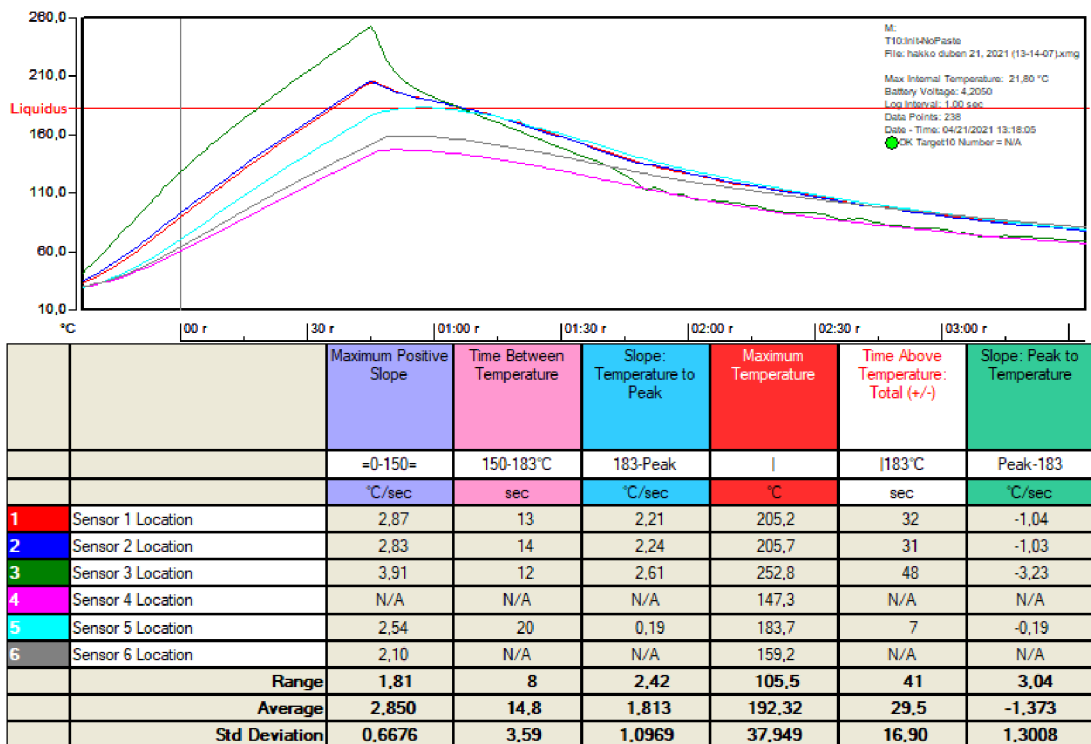 260,0
210,0
Liquidus
160,0
110,0
60,0
10,0
M:
T10:Init-NoPaste
File: hakko duben 21, 2021 (13-14-07).xmg
Max Internal Temperature: 21,80 °C
Battery Voltage: 4,2050
Log Interval: 1,00 sec
Data Points: 238
Date - Time: 04/21/2021 13:18:05
OK Target10 Number = N/A
°C 00 r 30 r 01:00 r 01:30 r 02:00 r 02:30 r 03:00 r
Maximum Positive Slope Time Between Temperature Slope: Temperature to Peak Maximum Temperature Time Above Temperature: Total (+/-) Slope: Peak to Temperature
=0-150= 150-183°C 183-Peak | |183°C Peak-183
°C/sec sec °C/sec °C sec °C/sec
1 Sensor 1 Location 2,87 13 2,21 205,2 32 -1,04
2 Sensor 2 Location 2,83 14 2,24 205,7 31 -1,03
3 Sensor 3 Location 3,91 12 2,61 252,8 48 -3,23
4 Sensor 4 Location N/A N/A N/A 147,3 N/A N/A
5 Sensor 5 Location 2,54 20 0,19 183,7 7 -0,19
6 Sensor 6 Location 2,10 N/A N/A 159,2 N/A N/A
Range 1,81 8 2,42 105,5 41 3,04
Average 2,850 14,8 1,813 192,32 29,5 -1,373
Std Deviation 0,6676 3,59 1,0969 37,949 16,90 1,3008